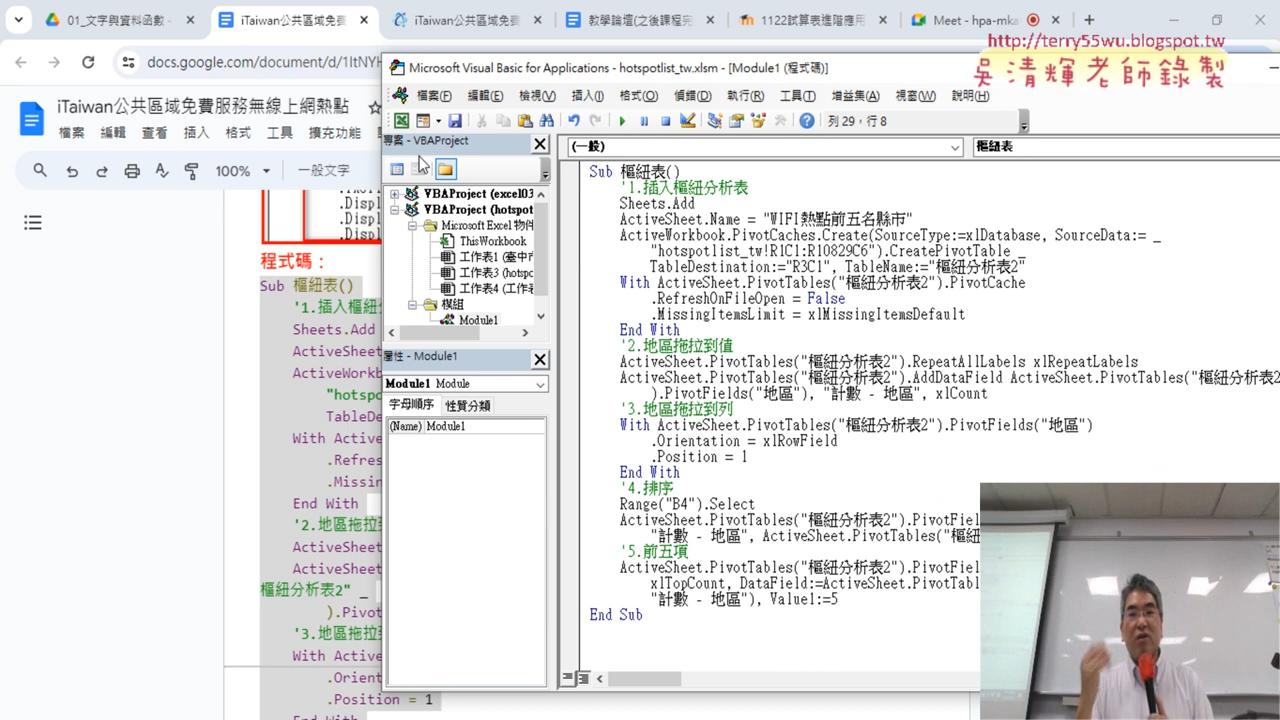 01_文字與資料函數 -
iTaiwan公共區域免費
iTaiwan公共區域免費
教學論壇(之後課程完
1122試算表進階應用
Meet - hpa-mka
http://terry55wu.blogspot.tw
吳清輝老師錄製
docs.google.com/document/d/1ItNYH
iTaiwan公共區域免費服務無線上網熱點
檔案 編輯 查看 插入 格式 工具 擴充功能
100% 一般文字
.Displ
.Displ
程式碼：
Sub 樞紐表()
'1.插入樞紐分
Sheets.Add
ActiveShee
ActiveWorkb
"hotspo
TableDe
With Active
.Refres
.Missin
End With
'2.地區拖拉到
ActiveSheet
ActiveSheet
樞紐分析表2" _
).Pivot
'3.地區拖拉到
With Active
.Orient
.Position = 1
End With
Microsoft Visual Basic for Applications - hotspotlist_tw.xlsm - [Module1 (程式碼)]
檔案(F) 編輯(E) 檢視(V) 插入(I) 格式(O) 偵錯(D) 執行(R) 工具(T) 增益集(A) 視窗(W) 說明(H)
列 29，行 8
專案 - VBAProject
VBAProject (excel03
VBAProject (hotspot
Microsoft Excel 物件
ThisWorkbook
工作表1 (臺中市
工作表3 (hotspo
工作表4 (工作表
模組
Module1
屬性 - Module1
Module1 Module
字母順序 性質分類
(Name) Module1
(一般) 樞紐表
Sub 樞紐表()
'1.插入樞紐分析表
Sheets.Add
ActiveSheet.Name = "WIFI熱點前五名縣市"
ActiveWorkbook.PivotCaches.Create(SourceType:=xlDatabase, SourceData:= _
"hotspotlist_tw!R1C1:R10829C6").CreatePivotTable _
TableDestination:="R3C1", TableName:="樞紐分析表2"
With ActiveSheet.PivotTables("樞紐分析表2").PivotCache
.RefreshOnFileOpen = False
.MissingItemsLimit = xlMissingItemsDefault
End With
'2.地區拖拉到值
ActiveSheet.PivotTables("樞紐分析表2").RepeatAllLabels xlRepeatLabels
ActiveSheet.PivotTables("樞紐分析表2").AddDataField ActiveSheet.PivotTables("樞紐分析表2
).PivotFields("地區"), "計數 - 地區", xlCount
'3.地區拖拉到列
With ActiveSheet.PivotTables("樞紐分析表2").PivotFields("地區")
.Orientation = xlRowField
.Position = 1
End With
'4.排序
Range("B4").Select
ActiveSheet.PivotTables("樞紐分析表2").PivotFiel
"計數 - 地區", ActiveSheet.PivotTables("樞紐
'5.前五項
ActiveSheet.PivotTables("樞紐分析表2").PivotFiel
xlTopCount, DataField:=ActiveSheet.PivotTabl
"計數 - 地區"), Value1:=5
End Sub